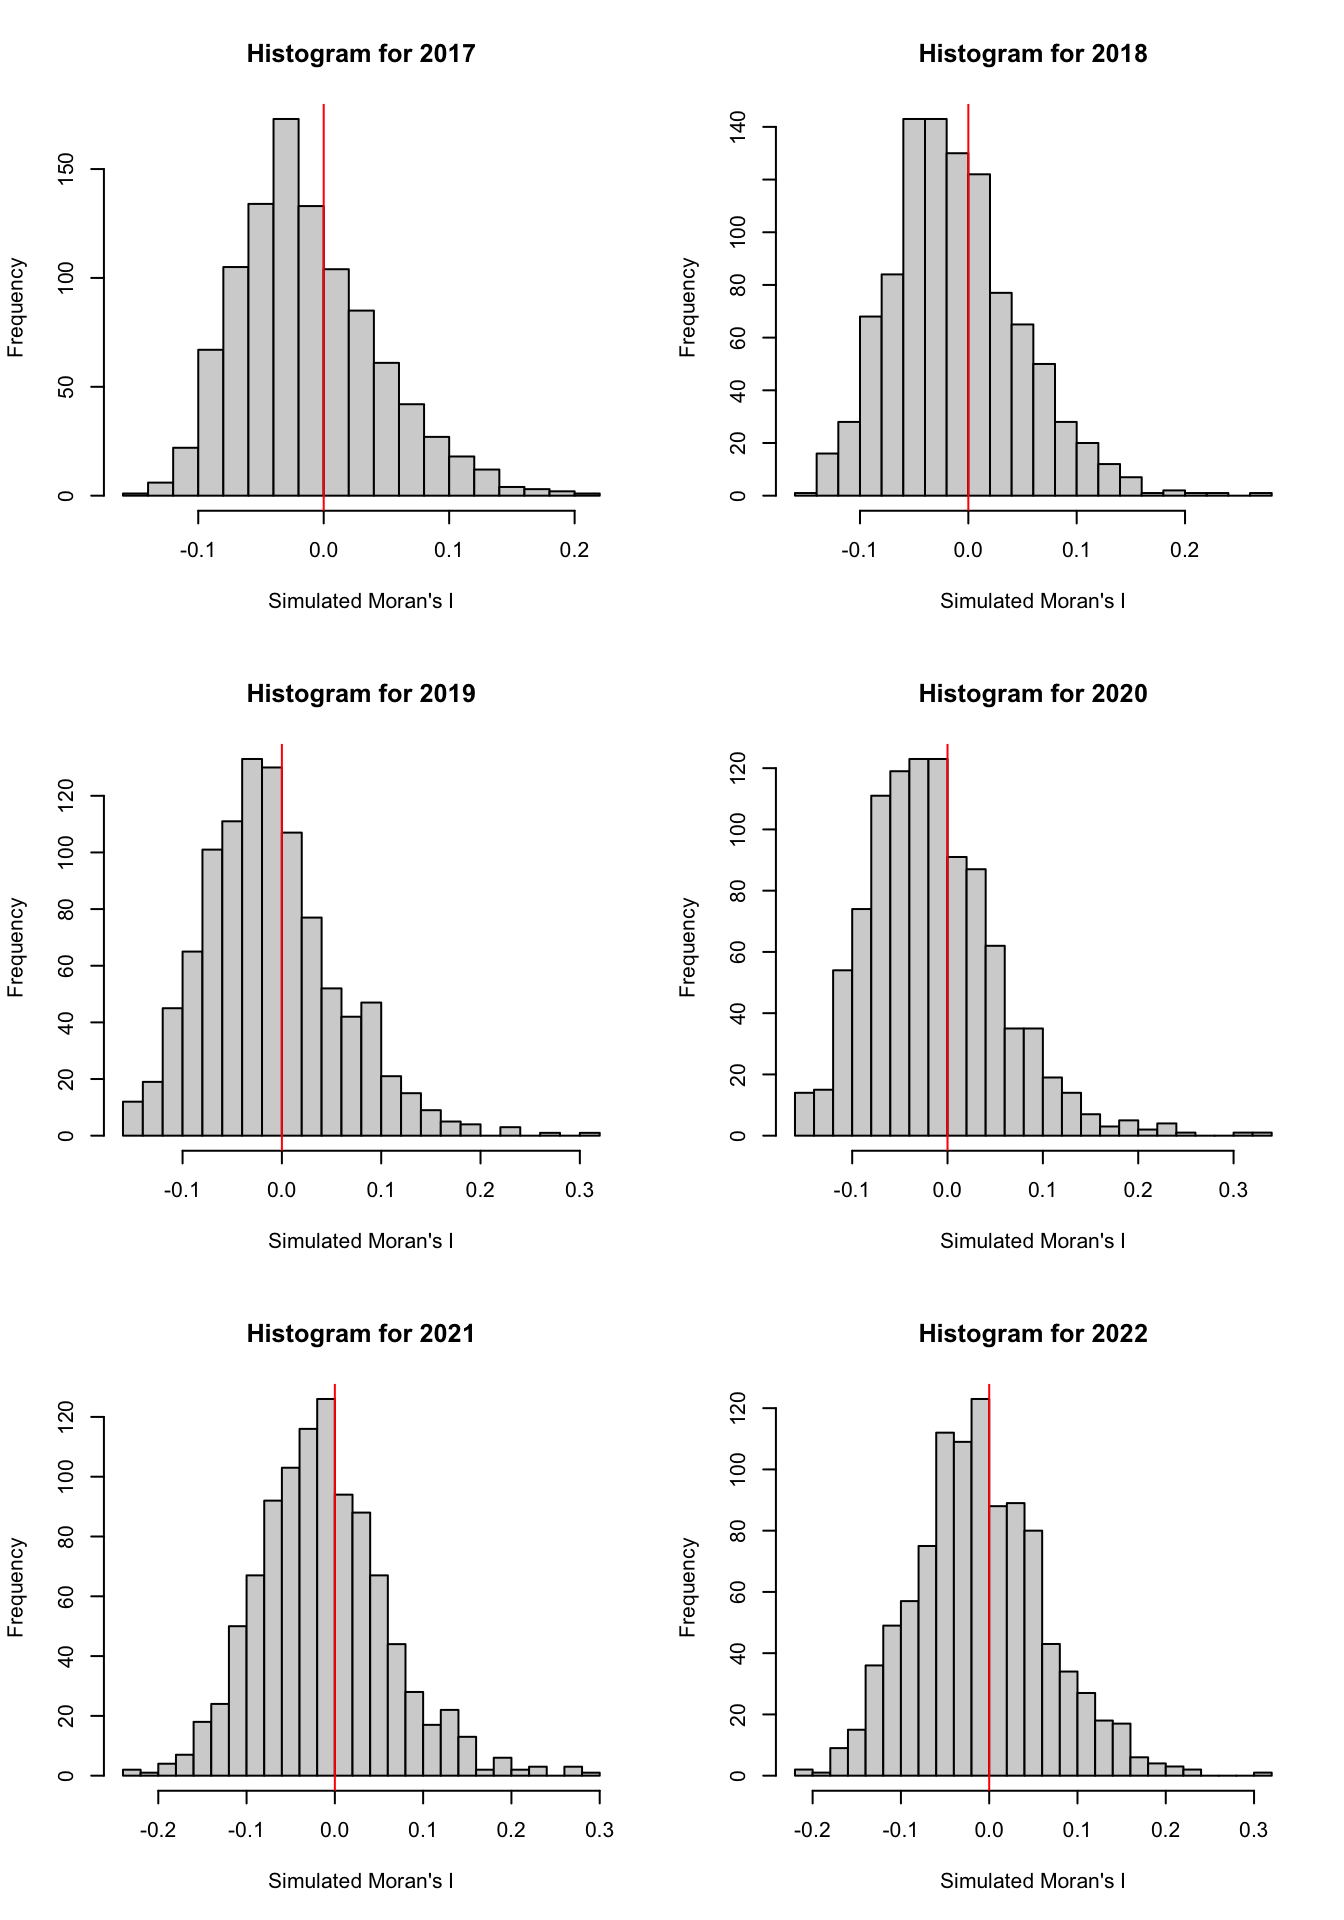 Histogram for 2017
Frequency
0 50 100 150
-0.1 0.0 0.1 0.2
Simulated Moran's I
Histogram for 2018
Frequency
0 20 40 60 80 100 140
-0.1 0.0 0.1 0.2
Simulated Moran's I
Histogram for 2019
Frequency
0 20 40 60 80 100 120
-0.1 0.0 0.1 0.2 0.3
Simulated Moran's I
Histogram for 2020
Frequency
0 20 40 60 80 100 120
-0.1 0.0 0.1 0.2 0.3
Simulated Moran's I
Histogram for 2021
Frequency
0 20 40 60 80 100 120
-0.2 -0.1 0.0 0.1 0.2 0.3
Simulated Moran's I
Histogram for 2022
Frequency
0 20 40 60 80 100 120
-0.2 -0.1 0.0 0.1 0.2 0.3
Simulated Moran's I